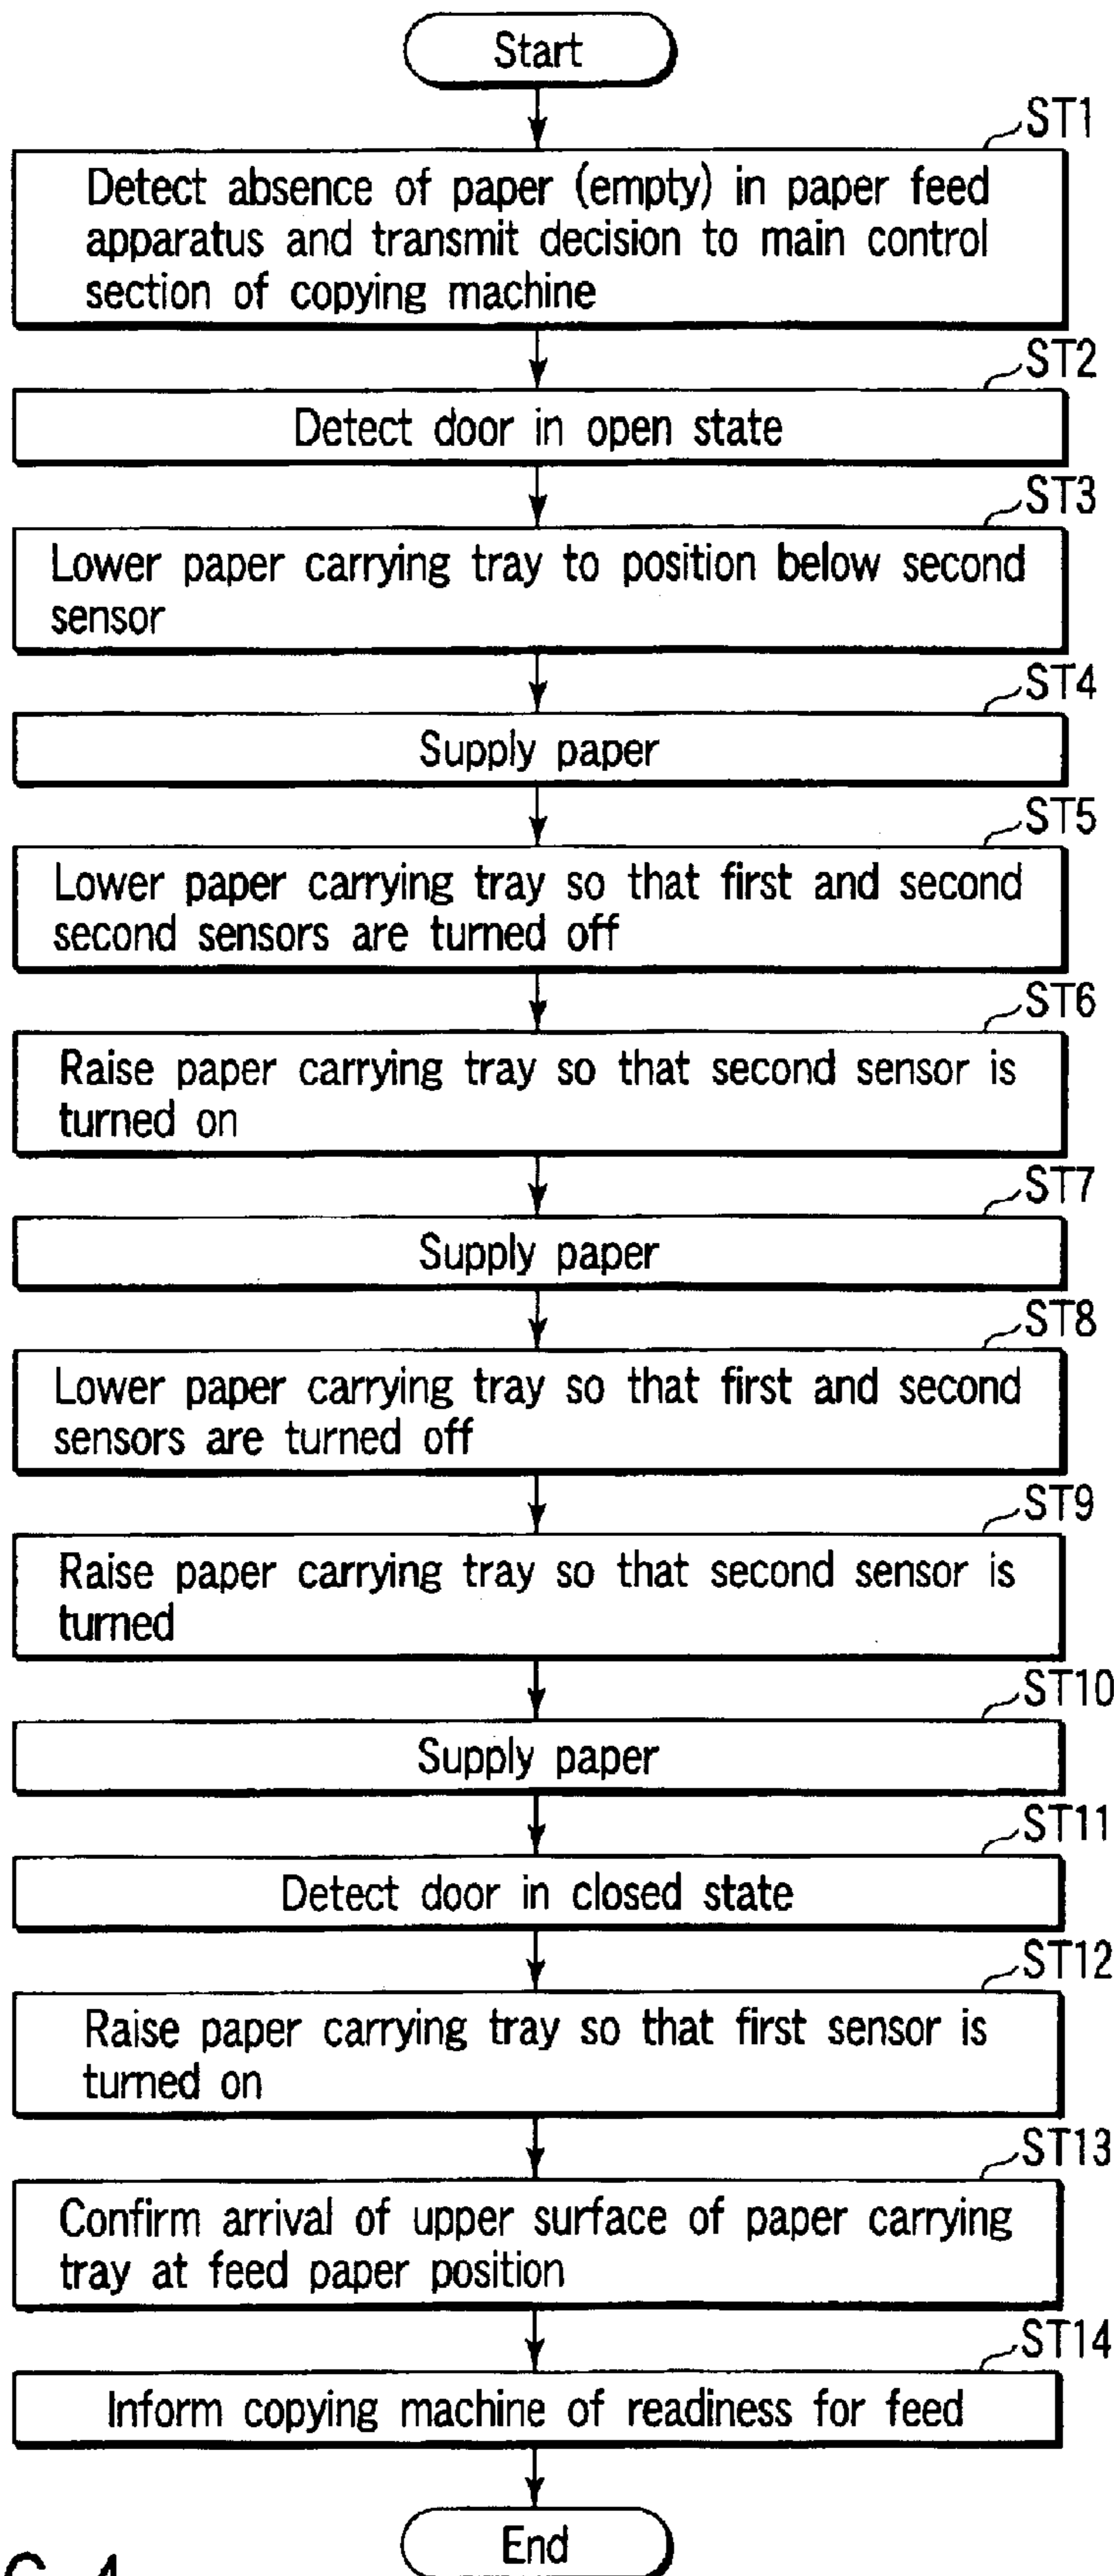 Start
ST1
Detect absence of paper (empty) in paper feed
apparatus and transmit decision to main control
section of copying machine
ST2
Detect door in open state
ST3
Lower paper carrying tray to position below second
sensor
ST4
Supply paper
ST5
Lower paper carrying tray so that first and second
second sensors are turned off
ST6
Raise paper carrying tray so that second sensor is
turned on
ST7
Supply paper
ST8
Lower paper carrying tray so that first and second
sensors are turned off
ST9
Raise paper carrying tray so that second sensor is
turned
ST10
Supply paper
ST11
Detect door in closed state
ST12
Raise paper carrying tray so that first sensor is
turned on
ST13
Confirm arrival of upper surface of paper carrying
tray at feed paper position
ST14
Inform copying machine of readiness for feed
End